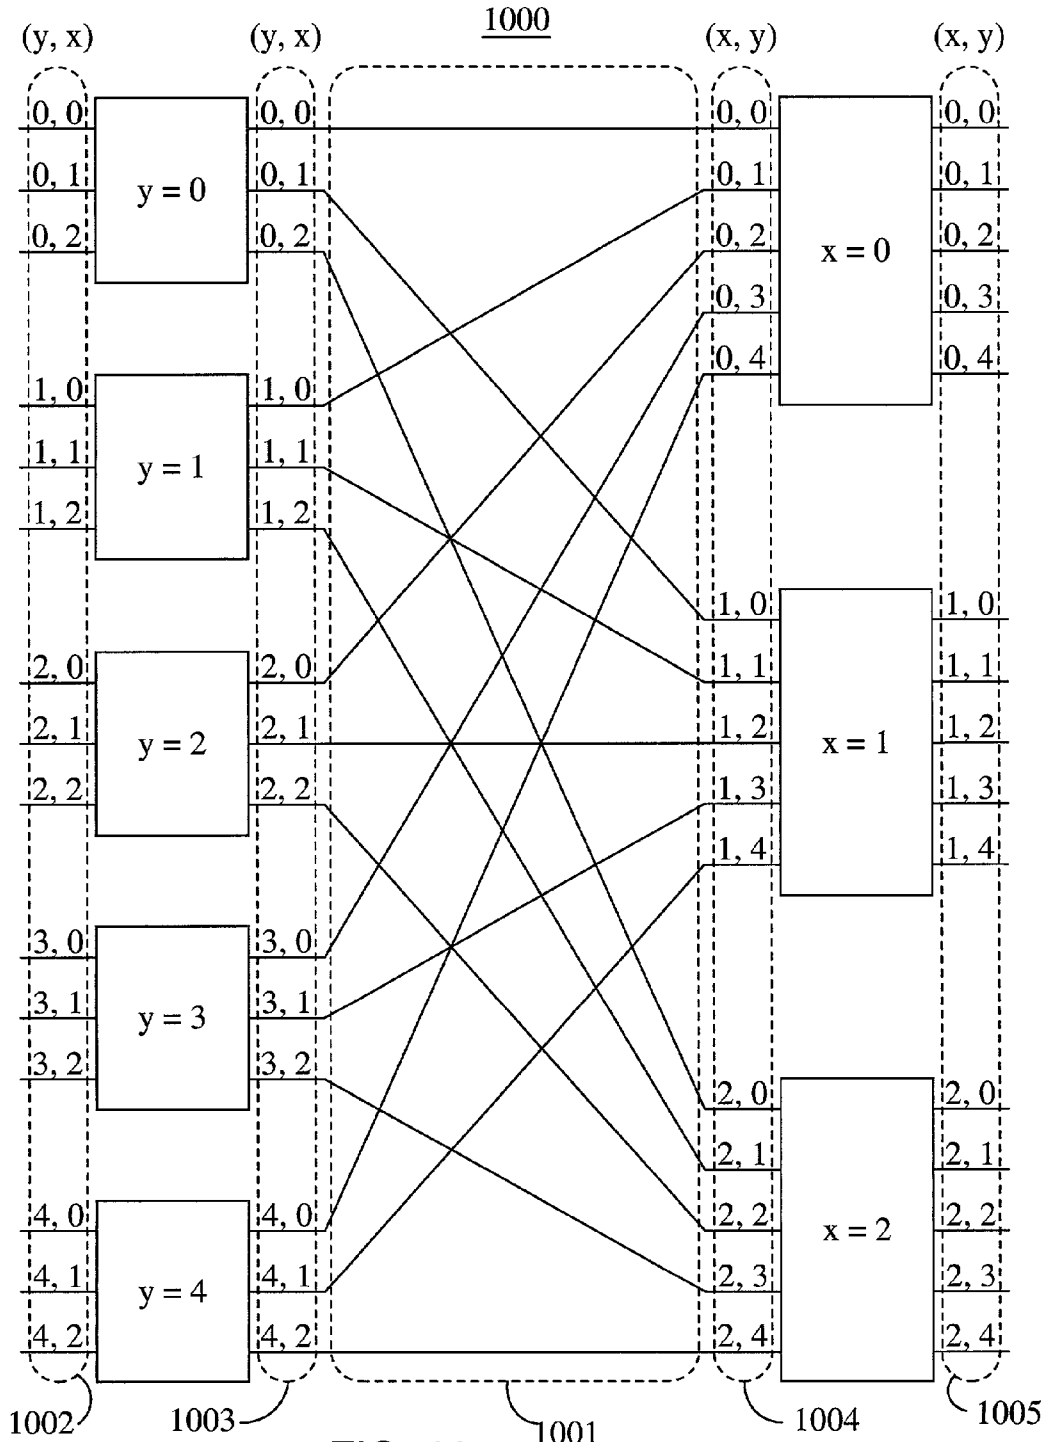 1000
(y, x) (y, x) (x, y) (x, y)
0, 0 0, 0 0, 0 0, 0
0, 1 y = 0 0, 1 0, 1 0, 1
0, 2 0, 2 0, 2 x = 0 0, 2
0, 3 0, 3
0, 4 0, 4
1, 0 1, 0
1, 1 y = 1 1, 1
1, 2 1, 2
1, 0 1, 0
2, 0 2, 0 1, 1 1, 1
2, 1 y = 2 2, 1 1, 2 x = 1 1, 2
2, 2 2, 2 1, 3 1, 3
1, 4 1, 4
3, 0 3, 0
3, 1 y = 3 3, 1
3, 2 3, 2 2, 0 2, 0
2, 1 2, 1
4, 0 4, 0 2, 2 x = 2 2, 2
4, 1 y = 4 4, 1 2, 3 2, 3
4, 2 4, 2 2, 4 2, 4
1002 1003 1001 1004 1005